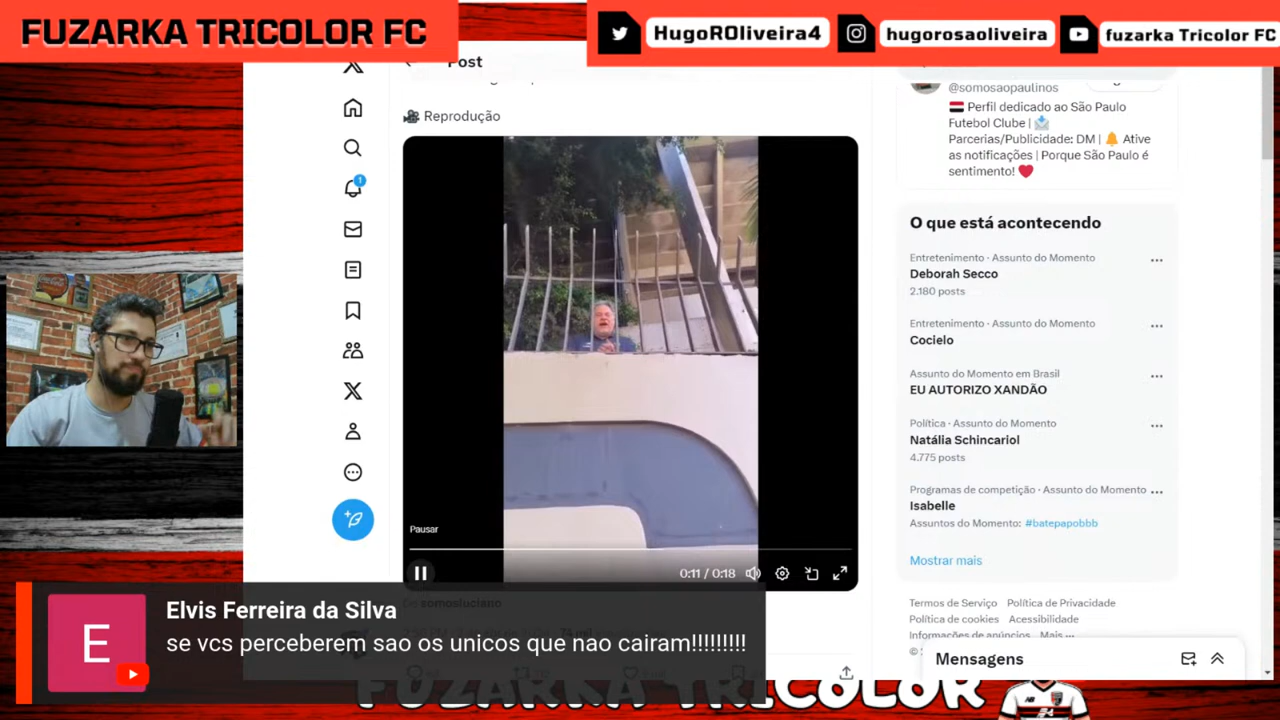 FUZARKA TRICOLOR FC
HugoROliveira4
hugorosaoliveira
fuzarka Tricolor FC
Post
Reprodução
Pausar
0:11 / 0:18
@somosaopaulinos
Perfil dedicado ao São Paulo
Futebol Clube |
Parcerias/Publicidade: DM | 🔔 Ative
as notificações | Porque São Paulo é
sentimento! ❤️
O que está acontecendo
Entretenimento · Assunto do Momento
Deborah Secco
2.180 posts
Entretenimento · Assunto do Momento
Cocielo
Assunto do Momento em Brasil
EU AUTORIZO XANDÃO
Política · Assunto do Momento
Natália Schincariol
4.775 posts
Programas de competição · Assunto do Momento
Isabelle
Assuntos do Momento: #batepapobbb
Mostrar mais
Termos de Serviço Política de Privacidade
Política de cookies Acessibilidade
Informações de anúncios Mais
Mensagens
somosluciano
E
Elvis Ferreira da Silva
se vcs perceberem sao os unicos que nao cairam!!!!!!!!!
FUZARKA TRICOLOR